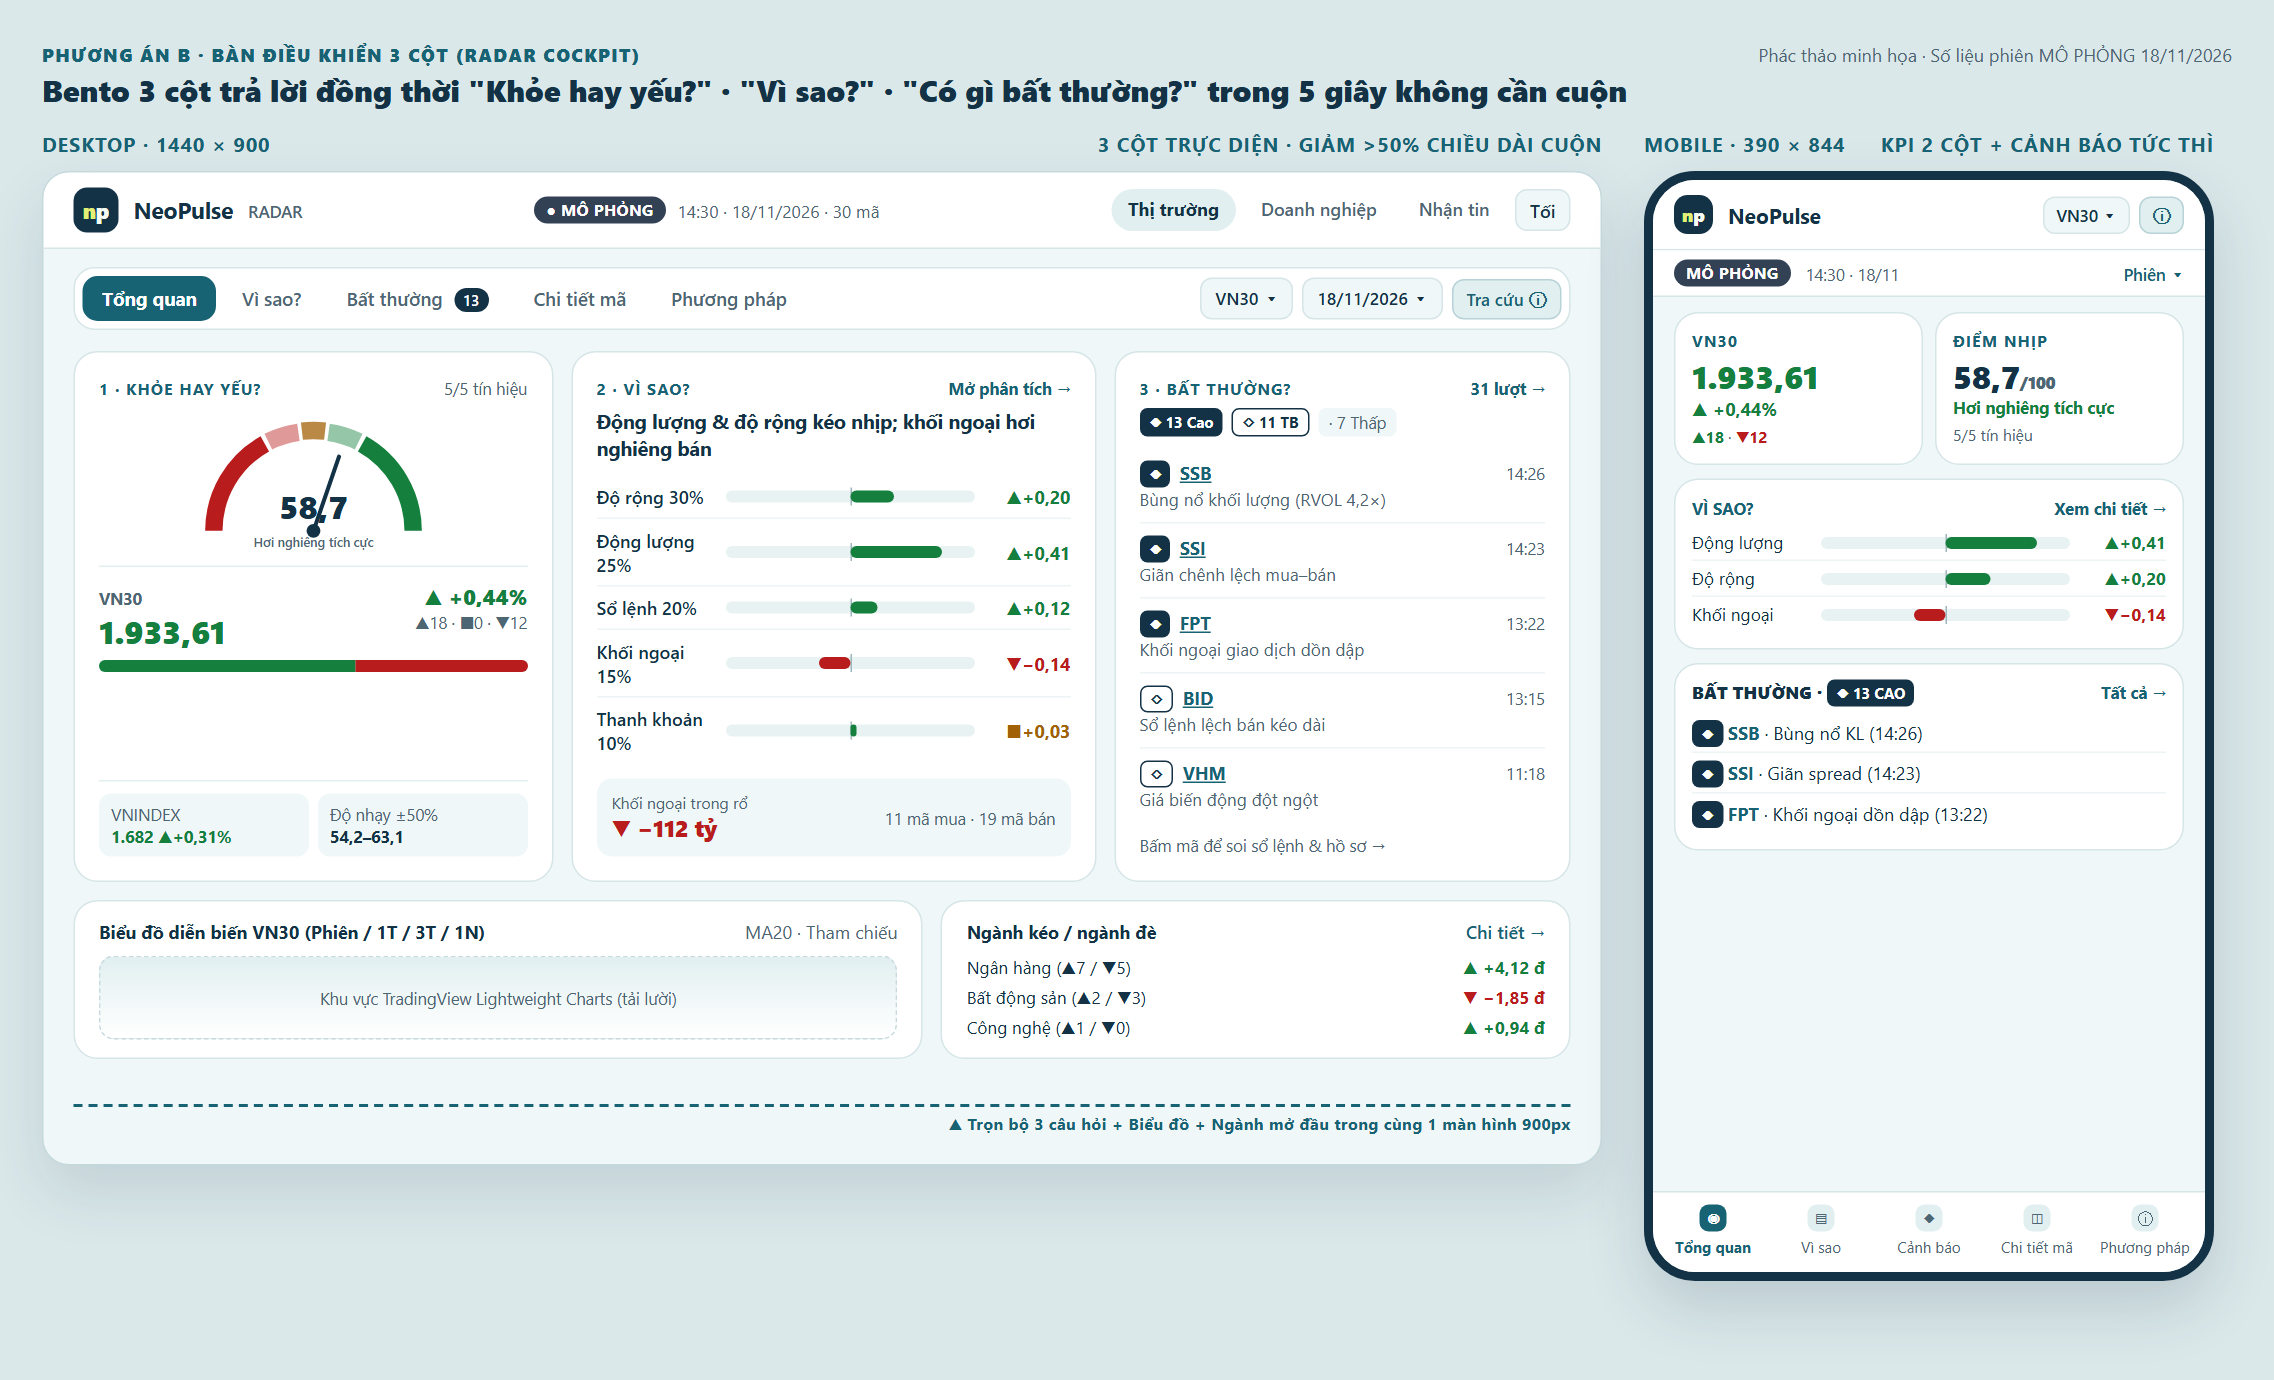 PHƯƠNG ÁN B · BÀN ĐIỀU KHIỂN 3 CỘT (RADAR COCKPIT)
Phác thảo minh họa · Số liệu phiên MÔ PHỎNG 18/11/2026
Bento 3 cột trả lời đồng thời "Khỏe hay yếu?" · "Vì sao?" · "Có gì bất thường?" trong 5 giây không cần cuộn
DESKTOP · 1440 × 900
3 CỘT TRỰC DIỆN · GIẢM >50% CHIỀU DÀI CUỘN
np NeoPulse RADAR
● MÔ PHỎNG 14:30 · 18/11/2026 · 30 mã
Thị trường Doanh nghiệp Nhận tin Tối
Tổng quan Vì sao? Bất thường 13 Chi tiết mã Phương pháp
VN30 ▾ 18/11/2026 ▾ Tra cứu ⓘ
1 · KHỎE HAY YẾU? 5/5 tín hiệu
58,7
Hơi nghiêng tích cực
VN30 ▲ +0,44%
1.933,61 ▲18 · ■0 · ▼12
VNINDEX
1.682 ▲+0,31%
Độ nhạy ±50%
54,2–63,1
2 · VÌ SAO? Mở phân tích →
Động lượng & độ rộng kéo nhịp; khối ngoại hơi
nghiêng bán
Độ rộng 30% ▲+0,20
Động lượng
25% ▲+0,41
Sổ lệnh 20% ▲+0,12
Khối ngoại
15% ▼−0,14
Thanh khoản
10% ■+0,03
Khối ngoại trong rổ
▼ −112 tỷ 11 mã mua · 19 mã bán
3 · BẤT THƯỜNG? 31 lượt →
◆ 13 Cao ◇ 11 TB · 7 Thấp
◆ SSB 14:26
Bùng nổ khối lượng (RVOL 4,2×)
◆ SSI 14:23
Giãn chênh lệch mua–bán
◆ FPT 13:22
Khối ngoại giao dịch dồn dập
◇ BID 13:15
Sổ lệnh lệch bán kéo dài
◇ VHM 11:18
Giá biến động đột ngột
Bấm mã để soi sổ lệnh & hồ sơ →
Biểu đồ diễn biến VN30 (Phiên / 1T / 3T / 1N) MA20 · Tham chiếu
Khu vực TradingView Lightweight Charts (tải lười)
Ngành kéo / ngành đè Chi tiết →
Ngân hàng (▲7 / ▼5) ▲ +4,12 đ
Bất động sản (▲2 / ▼3) ▼ −1,85 đ
Công nghệ (▲1 / ▼0) ▲ +0,94 đ
▲ Trọn bộ 3 câu hỏi + Biểu đồ + Ngành mở đầu trong cùng 1 màn hình 900px
MOBILE · 390 × 844
KPI 2 CỘT + CẢNH BÁO TỨC THÌ
np NeoPulse VN30 ▾ ⓘ
MÔ PHỎNG 14:30 · 18/11 Phiên ▾
VN30
1.933,61
▲ +0,44%
▲18 · ▼12
ĐIỂM NHỊP
58,7/100
Hơi nghiêng tích cực
5/5 tín hiệu
VÌ SAO? Xem chi tiết →
Động lượng ▲+0,41
Độ rộng ▲+0,20
Khối ngoại ▼−0,14
BẤT THƯỜNG · ◆ 13 CAO Tất cả →
◆ SSB · Bùng nổ KL (14:26)
◆ SSI · Giãn spread (14:23)
◆ FPT · Khối ngoại dồn dập (13:22)
Tổng quan Vì sao Cảnh báo Chi tiết mã Phương pháp